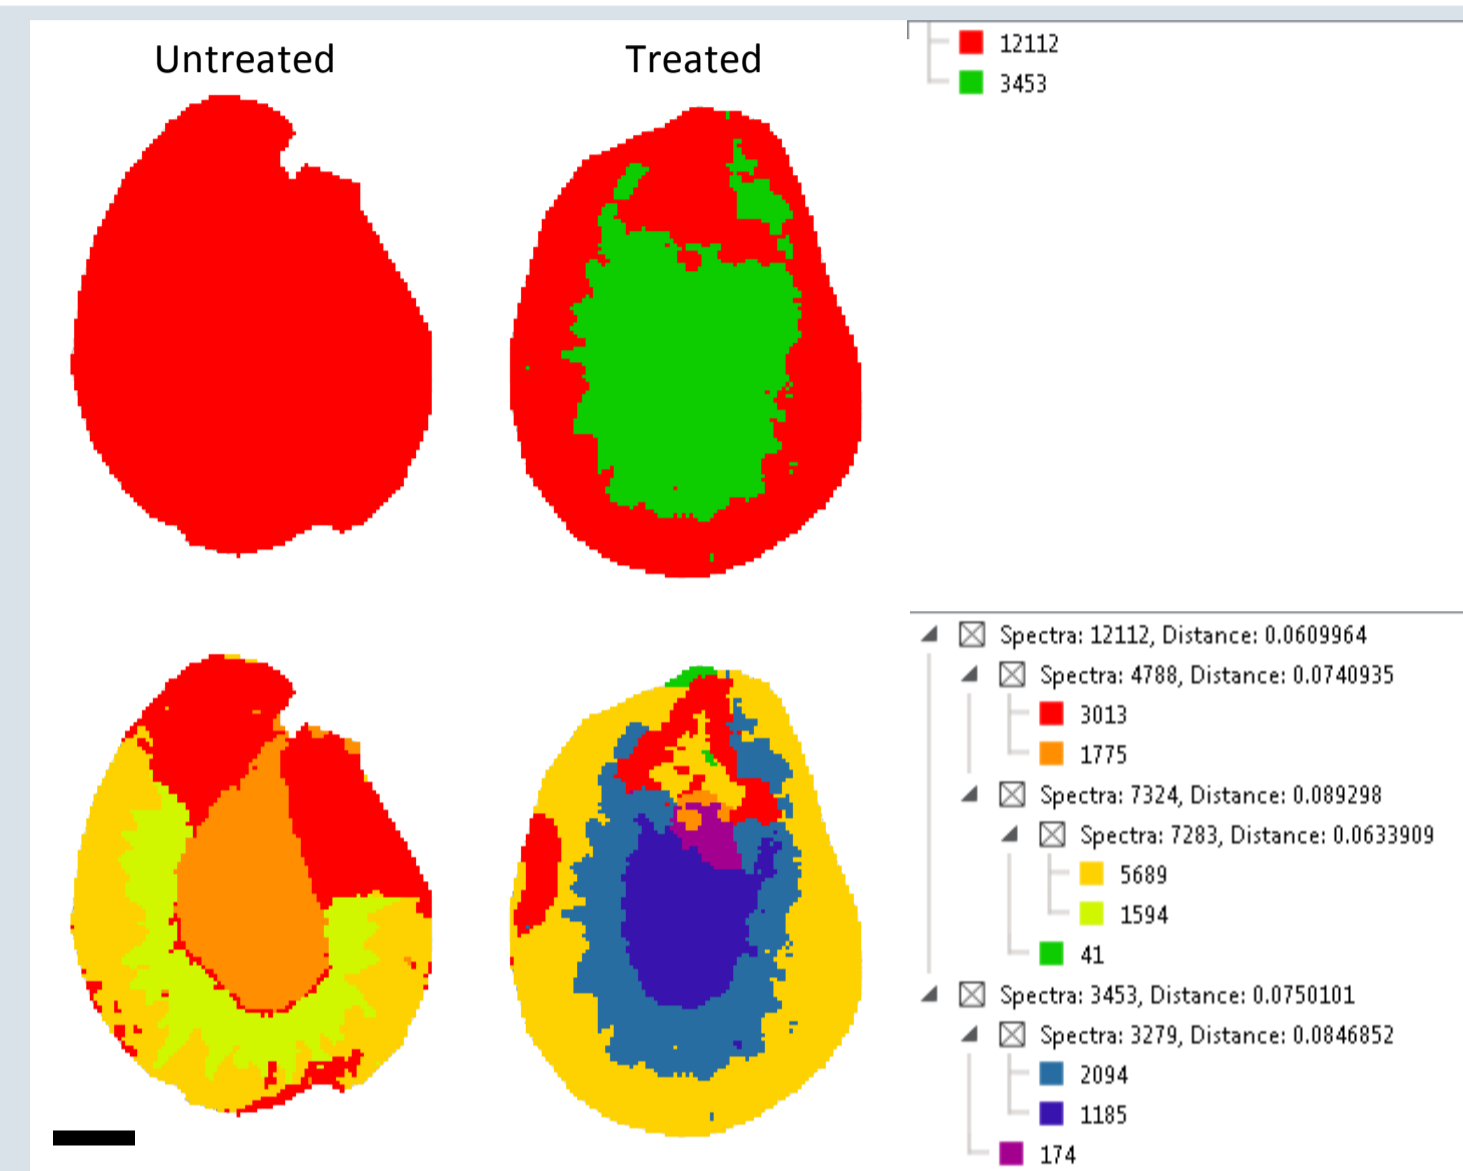 Untreated
Treated
12112
3453
Spectra: 12112, Distance: 0.0609964
Spectra: 4788, Distance: 0.0740935
3013
1775
Spectra: 7324, Distance: 0.089298
Spectra: 7283, Distance: 0.0633909
5689
1594
41
Spectra: 3453, Distance: 0.0750101
Spectra: 3279, Distance: 0.0846852
2094
1185
174